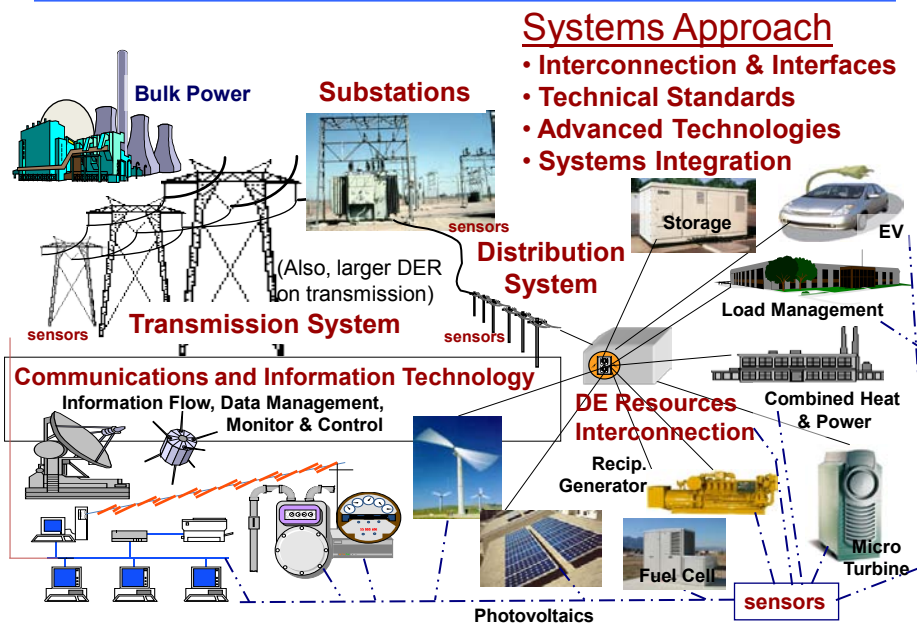 Systems Approach
• Interconnection & Interfaces
• Technical Standards
• Advanced Technologies
• Systems Integration
Bulk Power
Substations
sensors
Storage
EV
Distribution
System
(Also, larger DER
on transmission)
Load Management
sensors
Transmission System
sensors
Communications and Information Technology
Information Flow, Data Management,
Monitor & Control
DE Resources
Interconnection
Combined Heat
& Power
Recip.
Generator
Micro
Turbine
Fuel Cell
sensors
Photovoltaics